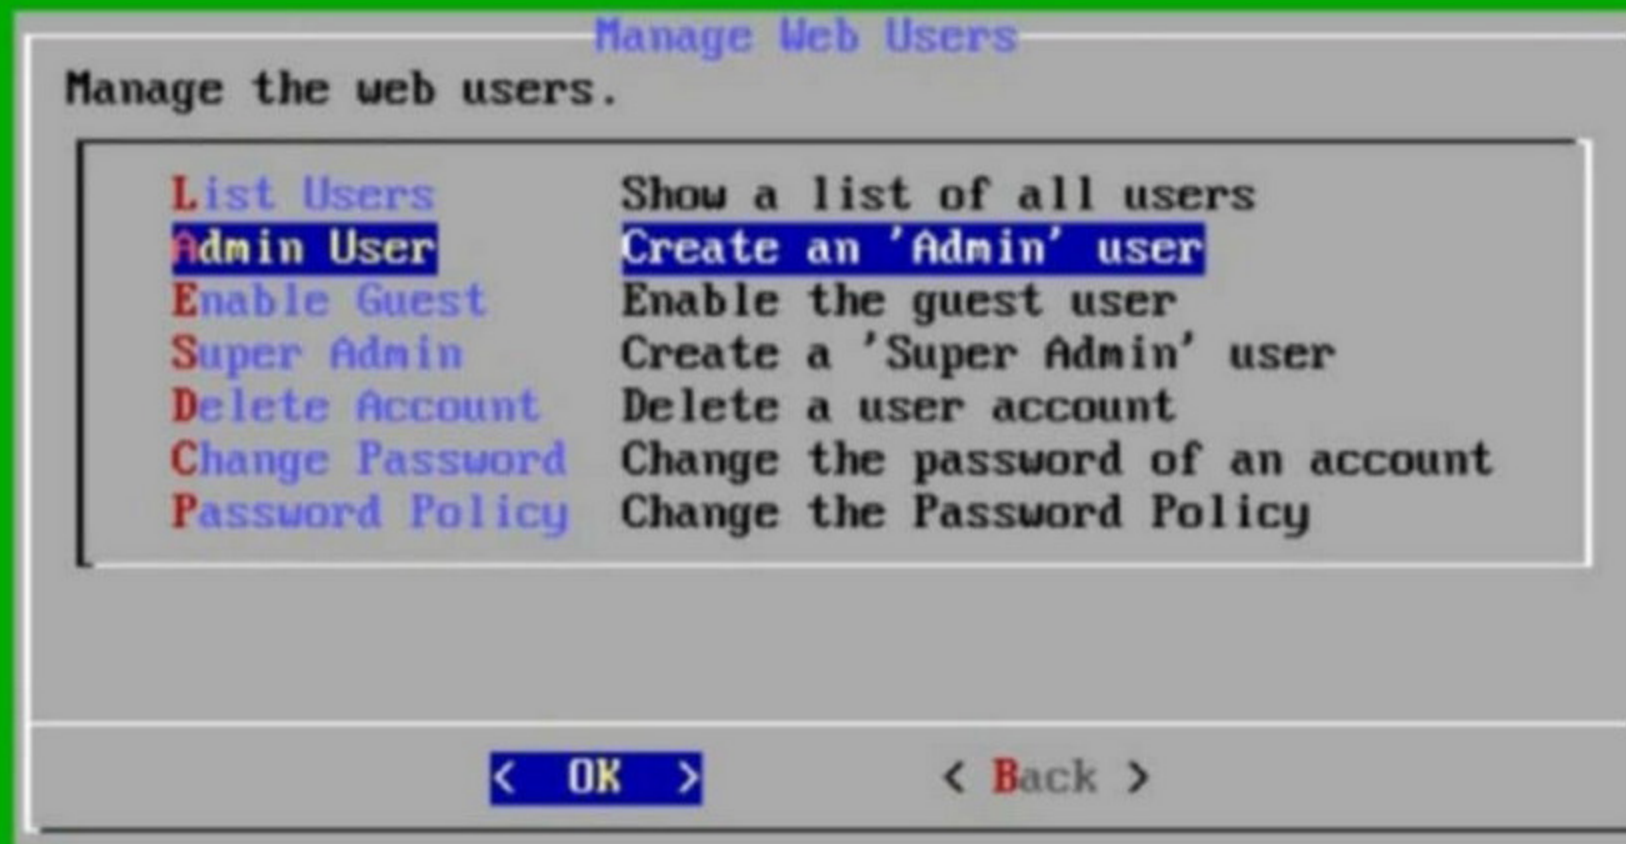 Manage Web Users
Manage the web users.
List Users Show a list of all users
Admin User Create an 'Admin' user
Enable Guest Enable the guest user
Super Admin Create a 'Super Admin' user
Delete Account Delete a user account
Change Password Change the password of an account
Password Policy Change the Password Policy
< OK > < Back >